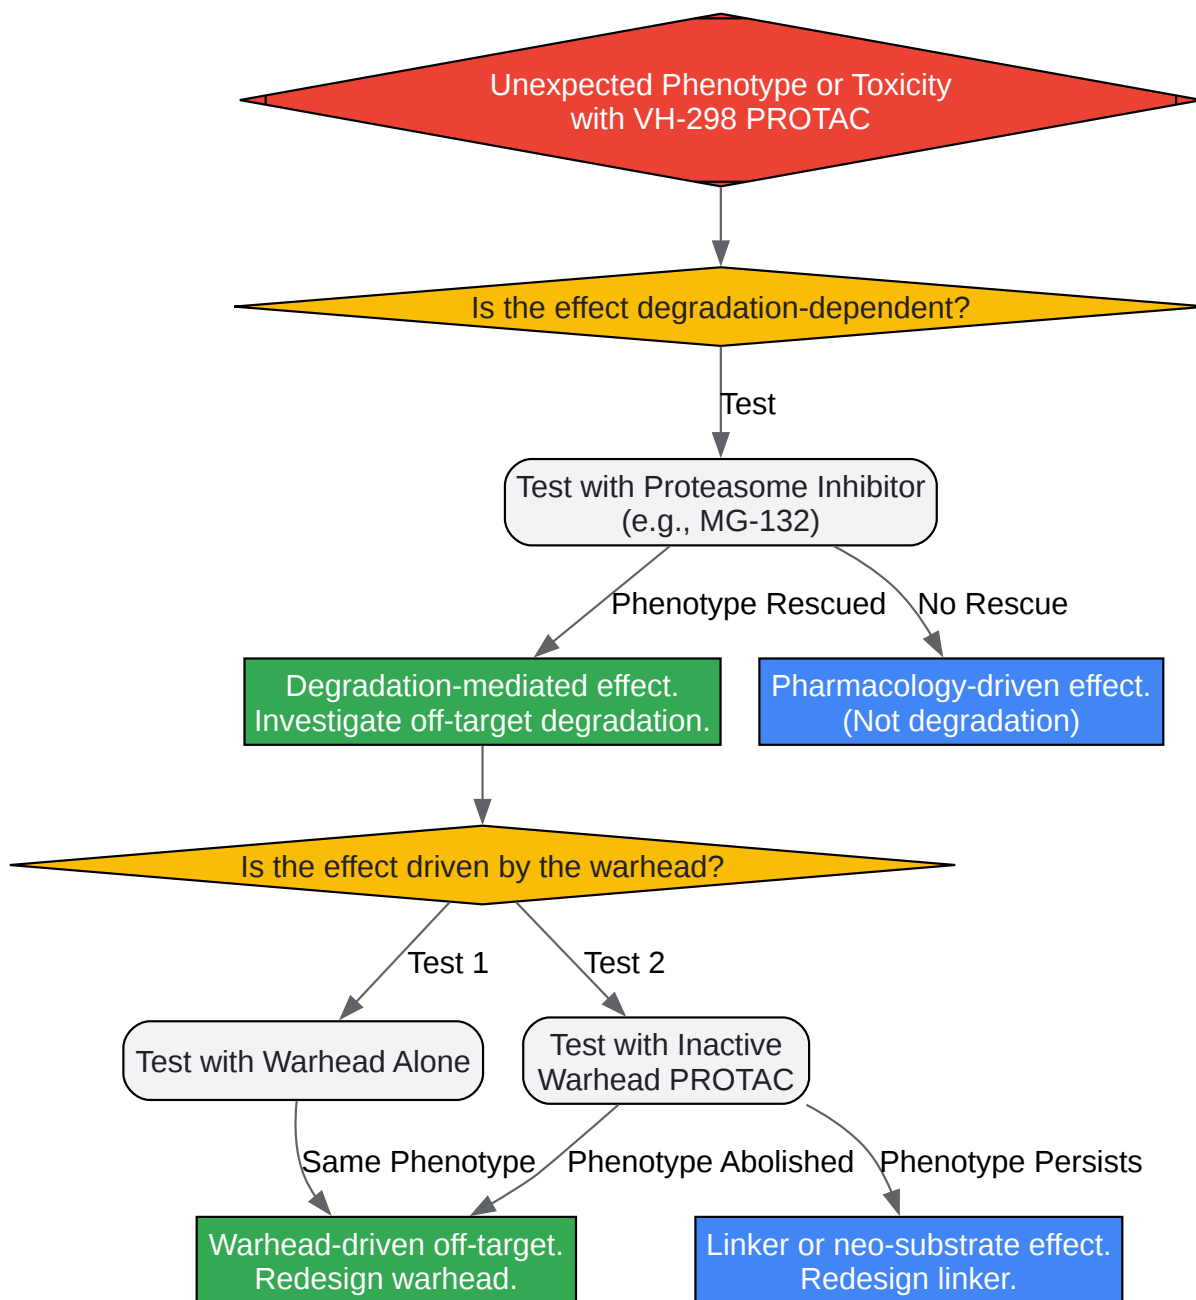 Unexpected Phenotype or Toxicity
with VH-298 PROTAC
Is the effect degradation-dependent?
Test
Test with Proteasome Inhibitor
(e.g., MG-132)
Phenotype Rescued
No Rescue
Degradation-mediated effect.
Investigate off-target degradation.
Pharmacology-driven effect.
(Not degradation)
Is the effect driven by the warhead?
Test 1
Test 2
Test with Warhead Alone
Test with Inactive
Warhead PROTAC
Same Phenotype
Phenotype Abolished
Phenotype Persists
Warhead-driven off-target.
Redesign warhead.
Linker or neo-substrate effect.
Redesign linker.